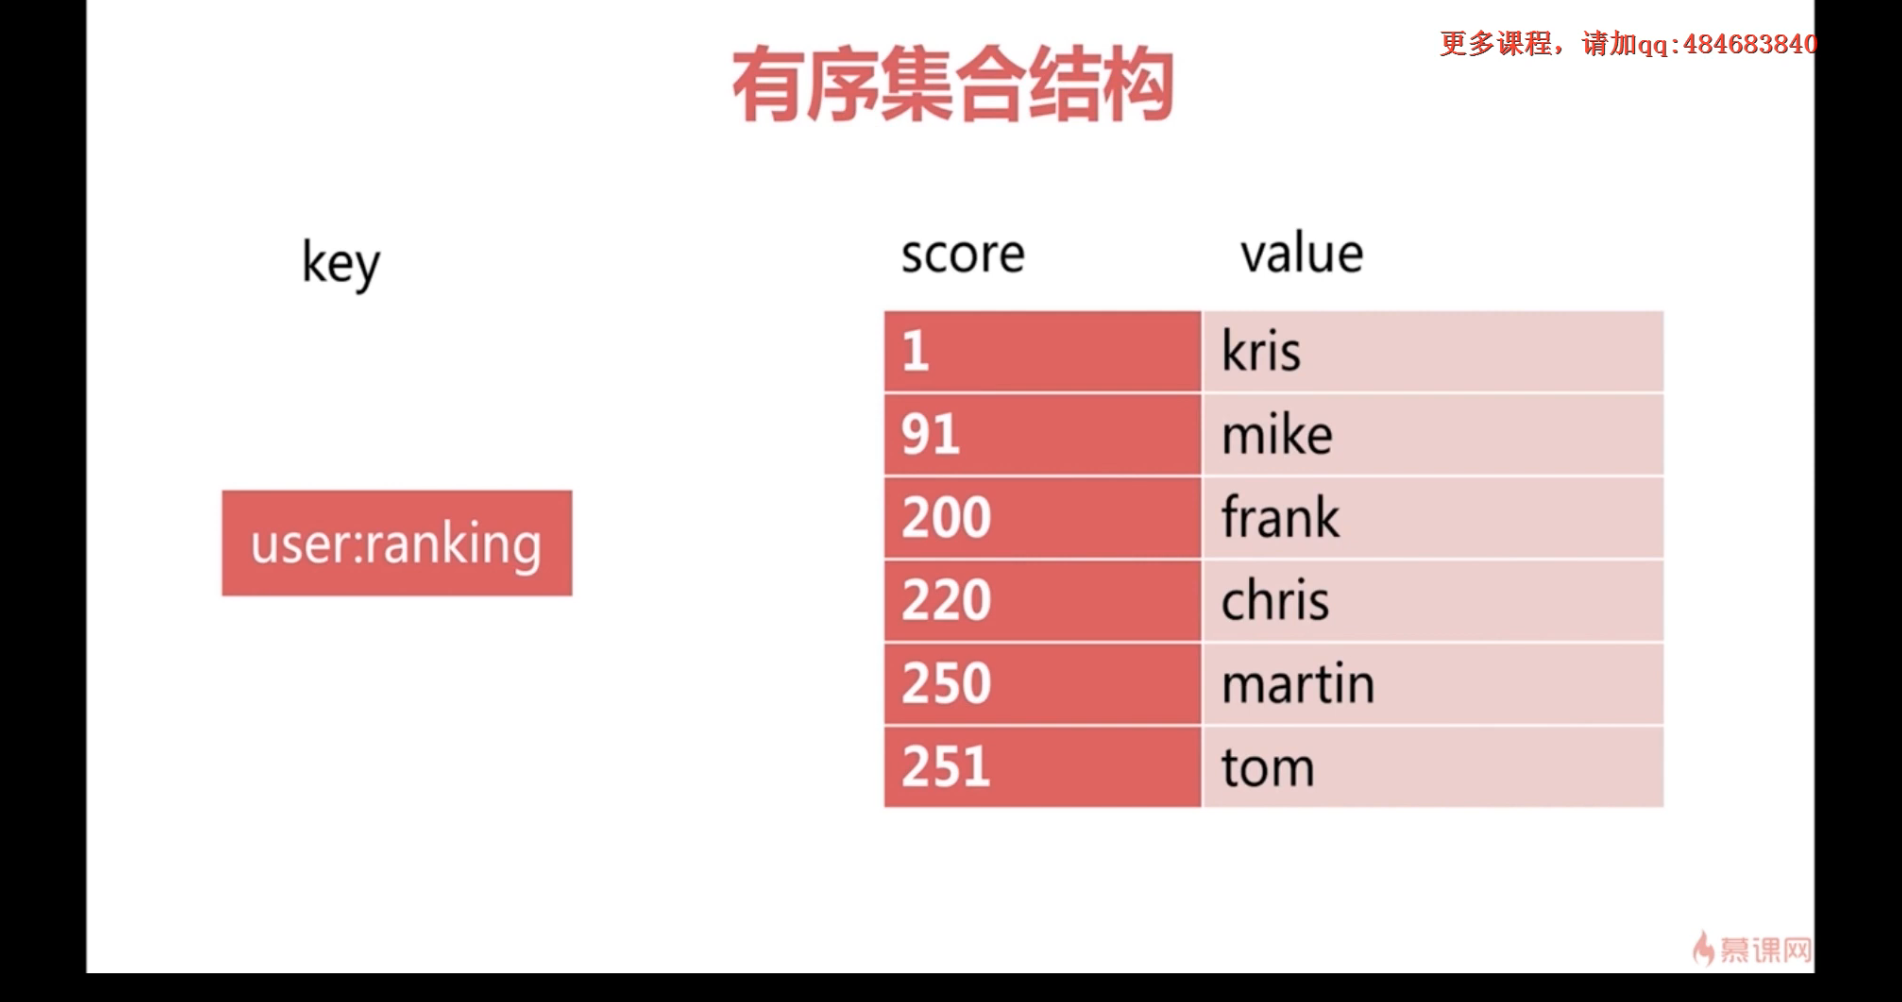 更多课程，请加qq:484683840
有序集合结构
key
score value
1 kris
91 mike
200 frank
user:ranking
220 chris
250 martin
251 tom
慕课网